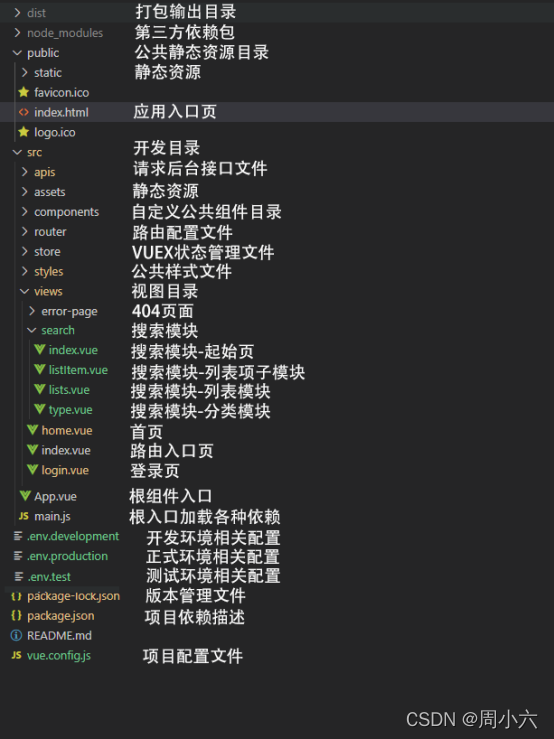 dist 打包输出目录
node_modules 第三方依赖包
public 公共静态资源目录
static 静态资源
favicon.ico
index.html 应用入口页
logo.ico
src 开发目录
apis 请求后台接口文件
assets 静态资源
components 自定义公共组件目录
router 路由配置文件
store VUEX状态管理文件
styles 公共样式文件
views 视图目录
error-page 404页面
search 搜索模块
index.vue 搜索模块-起始页
listItem.vue 搜索模块-列表项子模块
lists.vue 搜索模块-列表模块
type.vue 搜索模块-分类模块
home.vue 首页
index.vue 路由入口页
login.vue 登录页
App.vue 根组件入口
JS main.js 根入口加载各种依赖
.env.development 开发环境相关配置
.env.production 正式环境相关配置
.env.test 测试环境相关配置
{} package-lock.json 版本管理文件
{} package.json 项目依赖描述
README.md
JS vue.config.js 项目配置文件
CSDN @周小六